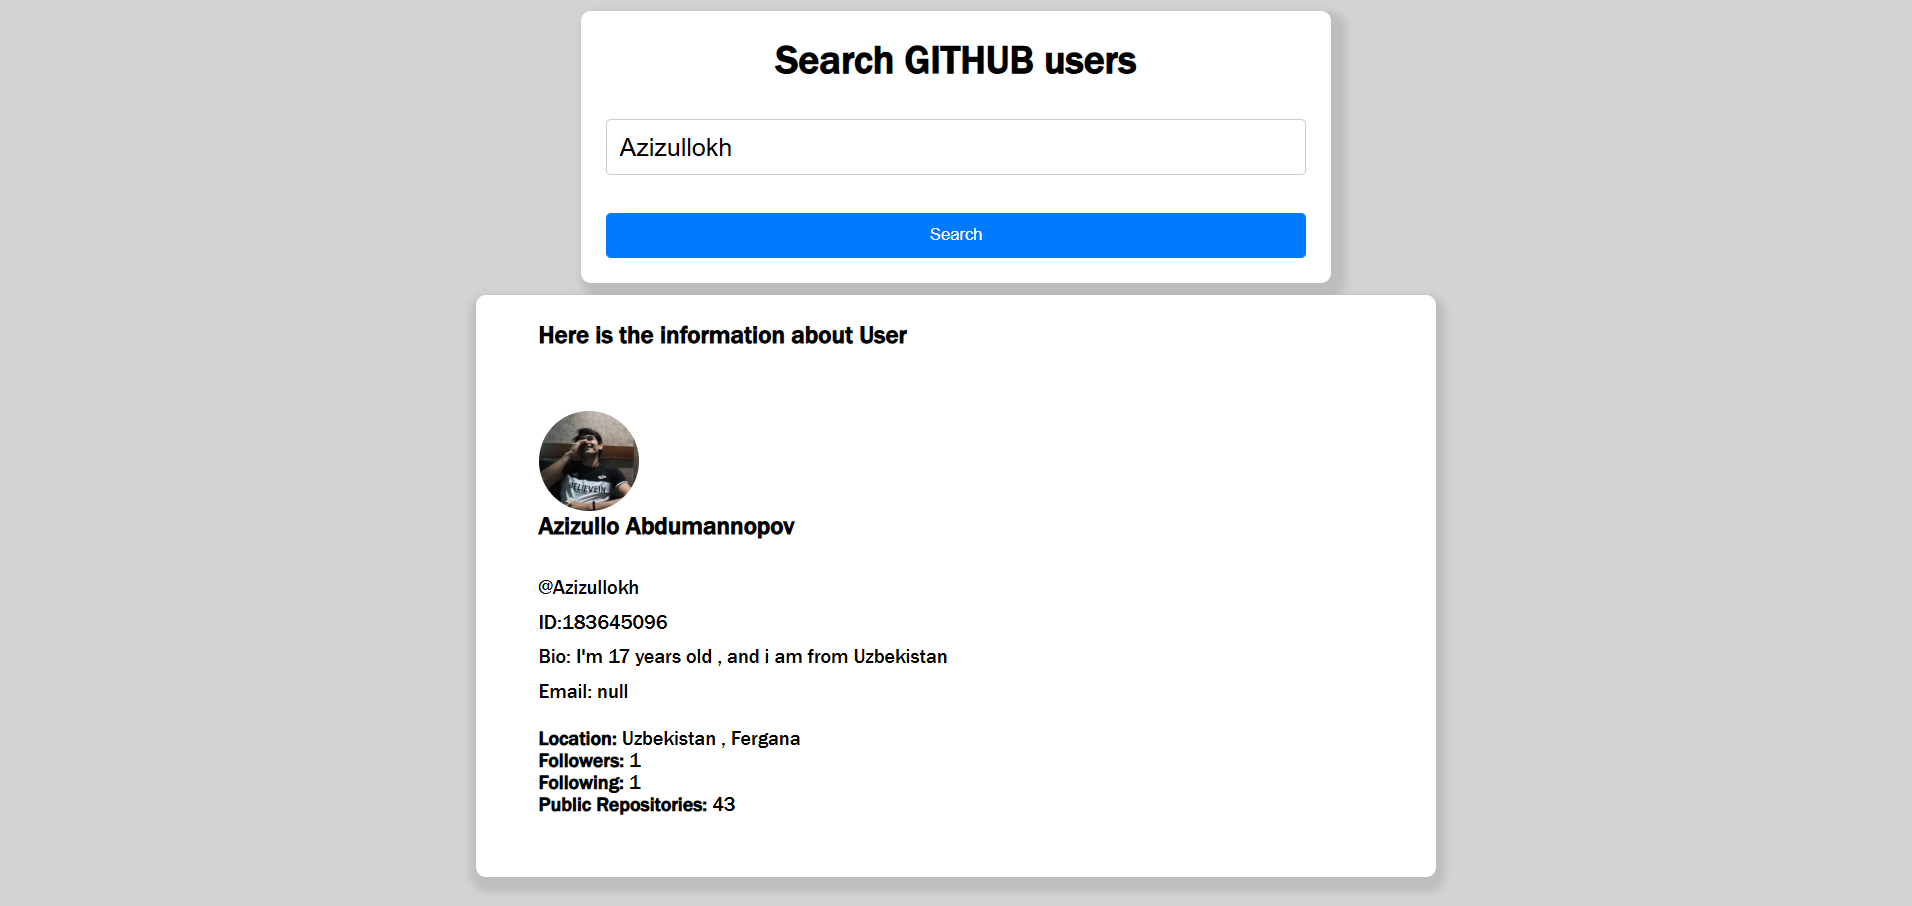 Search GITHUB users
Azizullokh
Search
Here is the information about User
BELIEVEIN
Azizullo Abdumannopov
@Azizullokh
ID:183645096
Bio: I'm 17 years old , and i am from Uzbekistan
Email: null
Location: Uzbekistan , Fergana
Followers: 1
Following: 1
Public Repositories: 43